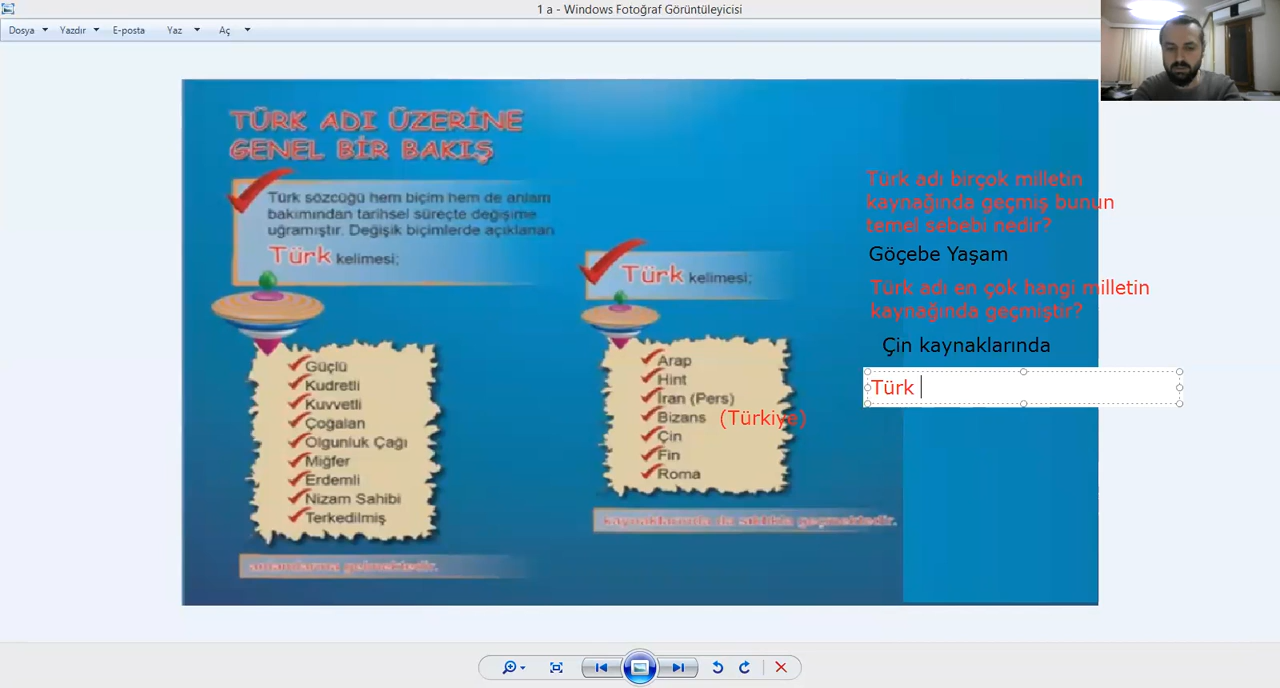 1 a - Windows Fotoğraf Görüntüleyicisi
Dosya Yazdır E-posta Yaz Aç
TÜRK ADI ÜZERİNE
GENEL BİR BAKIŞ
Türk sözcüğü hem biçim hem de anlam
bakımından tarihsel süreçte değişime
uğramıştır. Değişik biçimlerde açıklanan
Türk kelimesi;
Güçlü
Kudretli
Kuvvetli
Çoğalan
Olgunluk Çağı
Miğfer
Erdemli
Nizam Sahibi
Terkedilmiş
anlamlarına gelmektedir.
Türk kelimesi;
Arap
Hint
İran (Pers)
Bizans (Türkiye)
Çin
Fin
Roma
kaynaklarında da sıklıkla geçmektedir.
Türk adı birçok milletin
kaynağında geçmiş bunun
temel sebebi nedir?
Göçebe Yaşam
Türk adı en çok hangi milletin
kaynağında geçmiştir?
Çin kaynaklarında
Türk